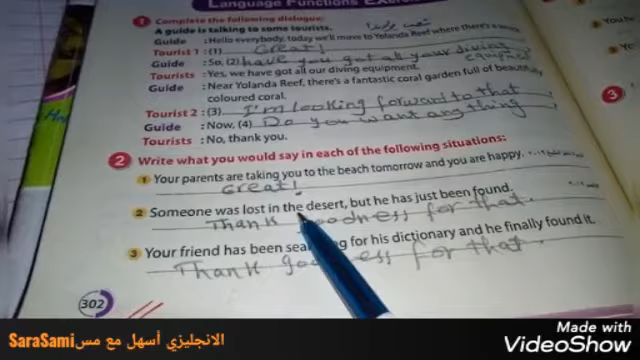 Language Functions
1 Complete the following dialogue:
A guide is talking to some tourists.
Guide : Hello everybody, today we'll move to Yolanda Reef where there's a
Tourist 1 : (1) Great!
Guide : So, (2) have you got all your diving equipment
Tourists : Yes, we have got all our diving equipment.
Guide : Near Yolanda Reef, there's a fantastic coral garden full of beautifully
coloured coral.
Tourist 2 : (3) I'm looking forward to that
Guide : Now, (4) Do you want any thing
Tourists : No, thank you.
2 Write what you would say in each of the following situations:
1 Your parents are taking you to the beach tomorrow and you are happy.
Great!
2 Someone was lost in the desert, but he has just been found.
Thank goodness for that.
3 Your friend has been searching for his dictionary and he finally found it.
Thank goodness for that.
302
3
SaraSami الانجليزي أسهل مع مس
Made with
VideoShow